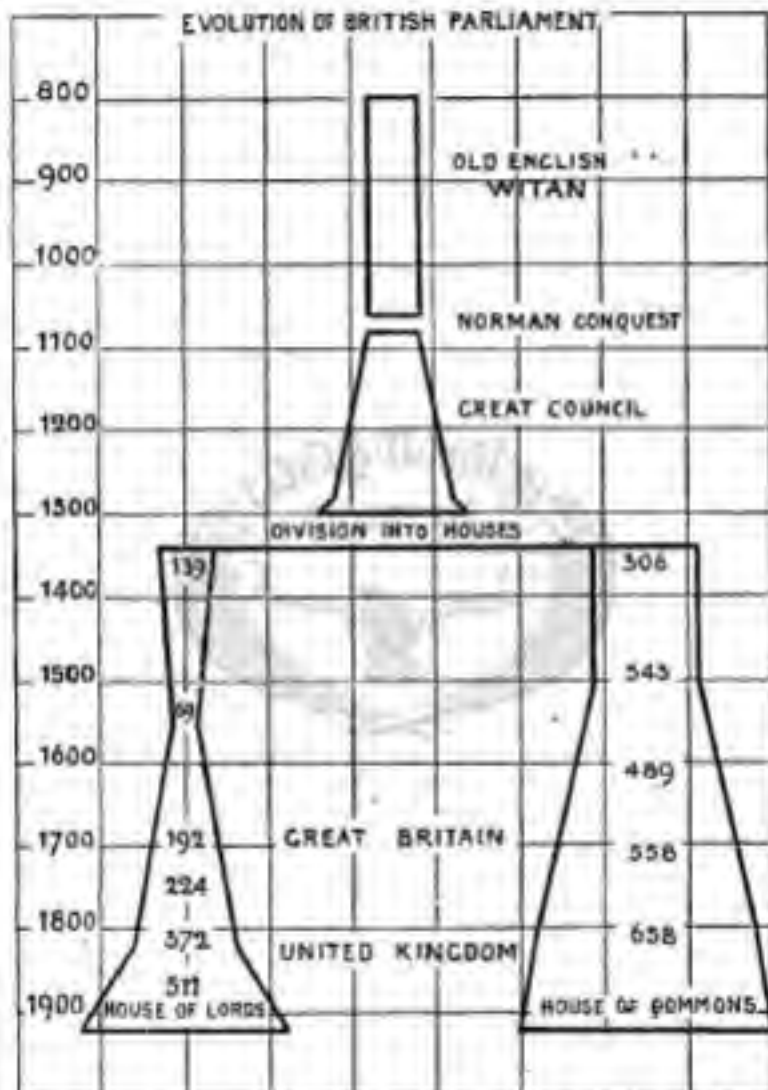 EVOLUTION OF BRITISH PARLIAMENT
800
OLD ENGLISH
900
WITAN
1000
NORMAN CONQUEST
1100
GREAT COUNCIL
1900
1300
DIVISION INTO HOUSES
139 306
1400
1500 543
69
1600 489
1700 192 GREAT BRITAIN 558
224
1800 372 UNITED KINGDOM 658
511
1900 HOUSE OF LORDS HOUSE OF COMMONS